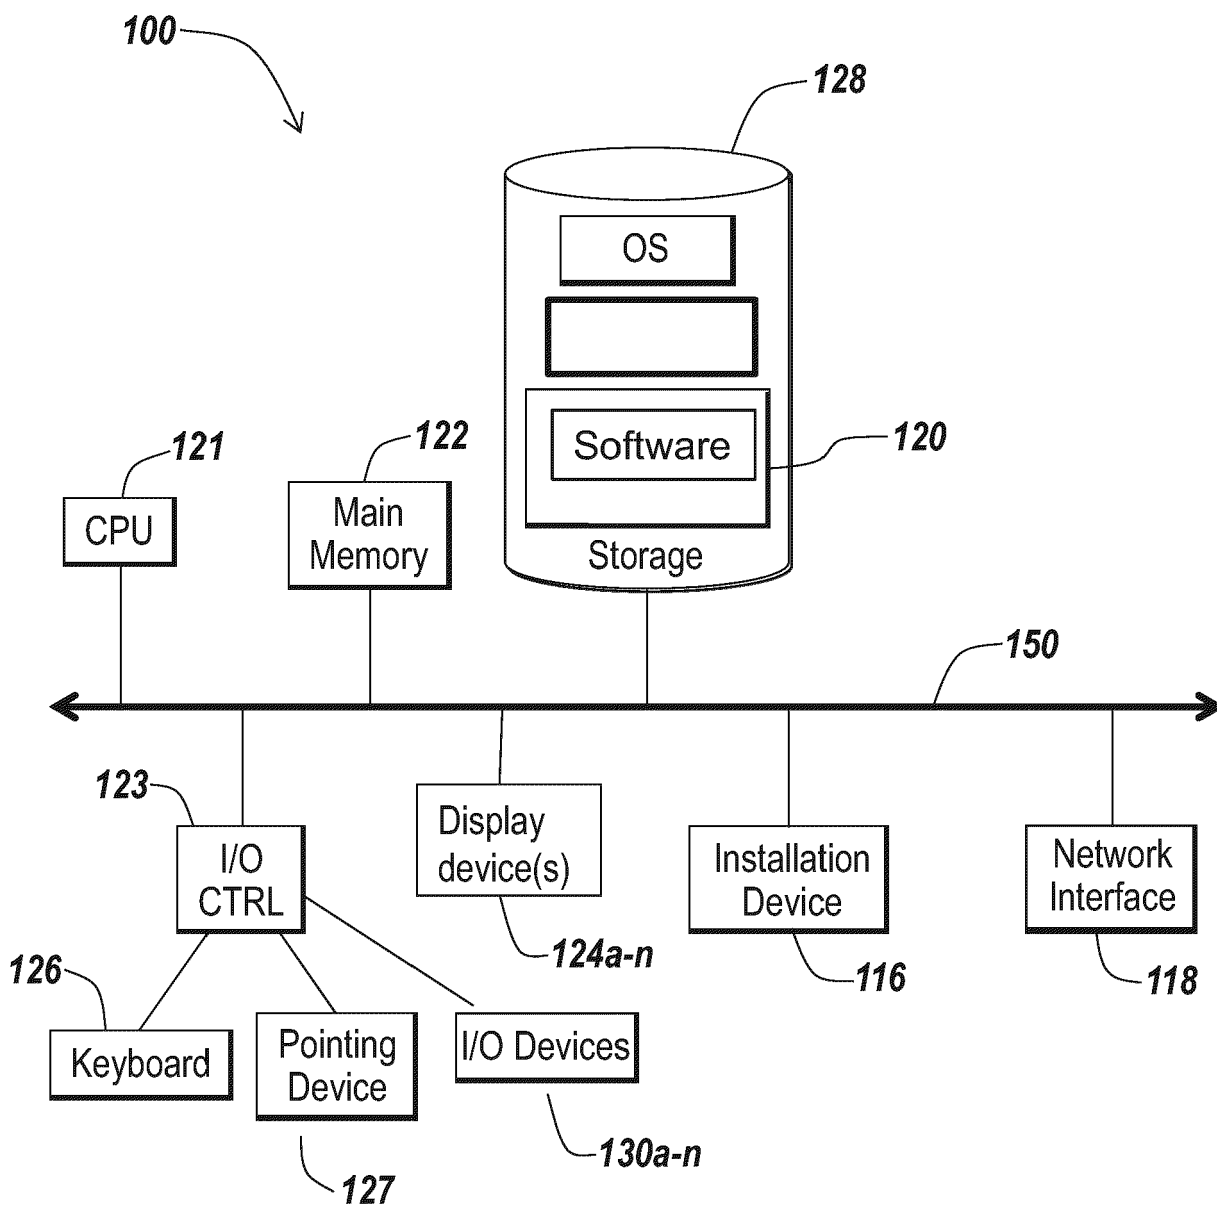 100
128
OS
Software
120
Storage
121
CPU
122
Main
Memory
150
123
I/O
CTRL
Display
device(s)
124a-n
Installation
Device
116
Network
Interface
118
126
Keyboard
Pointing
Device
127
I/O Devices
130a-n